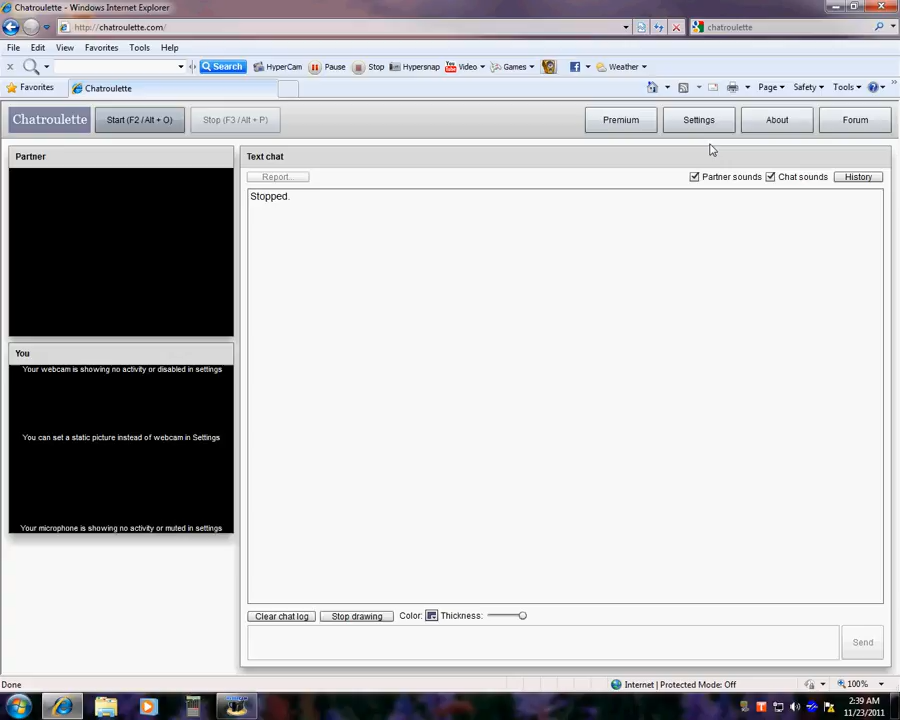 Chatroulette - Windows Internet Explorer
http://chatroulette.com/
chatroulette
File Edit View Favorites Tools Help
Search HyperCam Pause Stop Hypersnap Video Games Weather
Favorites Chatroulette Page Safety Tools
Chatroulette Start (F2 / Alt + O) Stop (F3 / Alt + P) Premium Settings About Forum
Partner
Text chat
Report... Partner sounds Chat sounds History
Stopped.
You
Your webcam is showing no activity or disabled in settings
You can set a static picture instead of webcam in Settings
Your microphone is showing no activity or muted in settings
Clear chat log Stop drawing Color: Thickness:
Send
Done Internet | Protected Mode: Off 100%
2:39 AM
11/23/2011